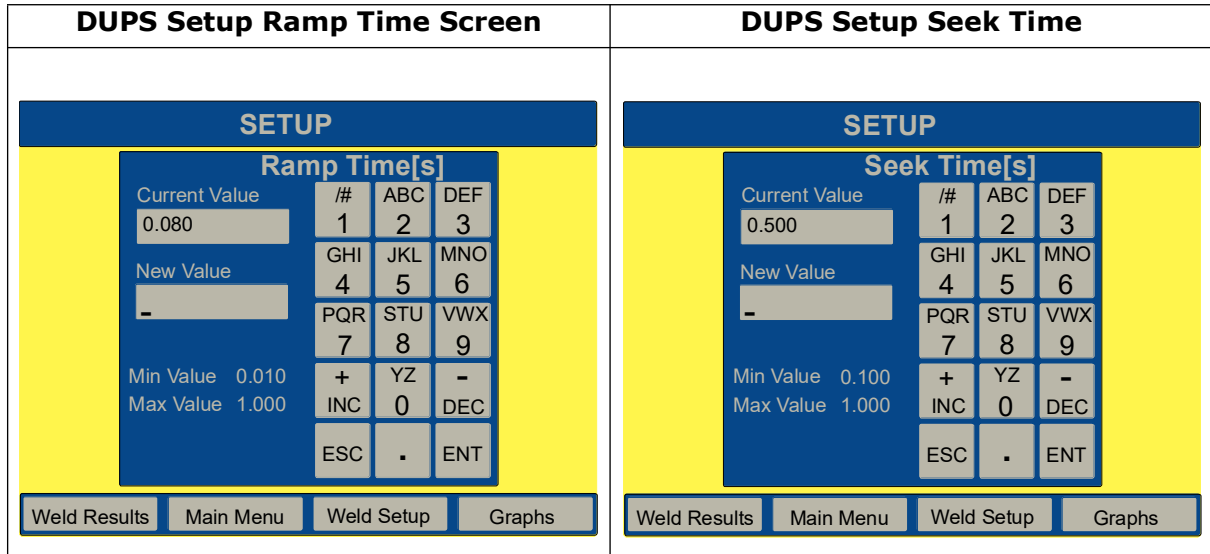 DUPS Setup Ramp Time Screen
SETUP
Ramp Time[s]
Current Value
0.080
New Value
-
Min Value 0.010
Max Value 1.000
/# ABC DEF
1 2 3
GHI JKL MNO
4 5 6
PQR STU VWX
7 8 9
+ YZ -
INC 0 DEC
ESC . ENT
Weld Results Main Menu Weld Setup Graphs
DUPS Setup Seek Time
SETUP
Seek Time[s]
Current Value
0.500
New Value
-
Min Value 0.100
Max Value 1.000
/# ABC DEF
1 2 3
GHI JKL MNO
4 5 6
PQR STU VWX
7 8 9
+ YZ -
INC 0 DEC
ESC . ENT
Weld Results Main Menu Weld Setup Graphs